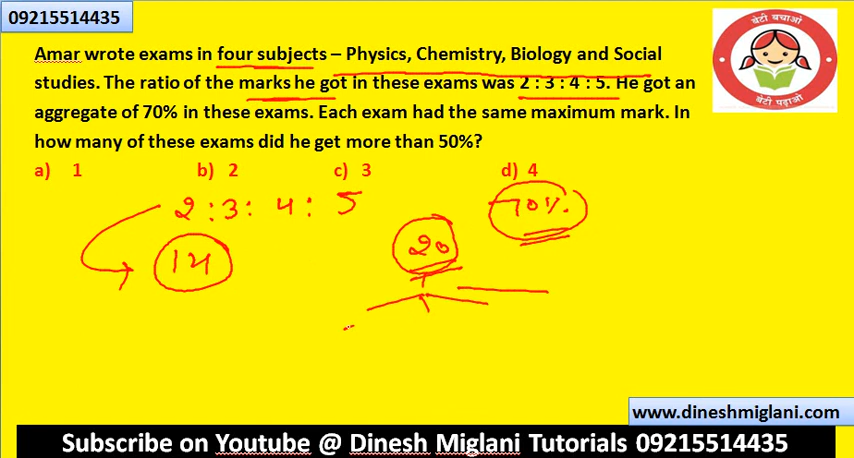 09215514435
बेटी बचाओ
Amar wrote exams in four subjects – Physics, Chemistry, Biology and Social
studies. The ratio of the marks he got in these exams was 2 : 3 : 4 : 5. He got an
aggregate of 70% in these exams. Each exam had the same maximum mark. In
how many of these exams did he get more than 50%?
बेटी पढ़ाओ
a) 1 b) 2 c) 3 d) 4
2 : 3 : 4 : 5 70%
14 20
www.dineshmiglani.com
Subscribe on Youtube @ Dinesh Miglani Tutorials 09215514435